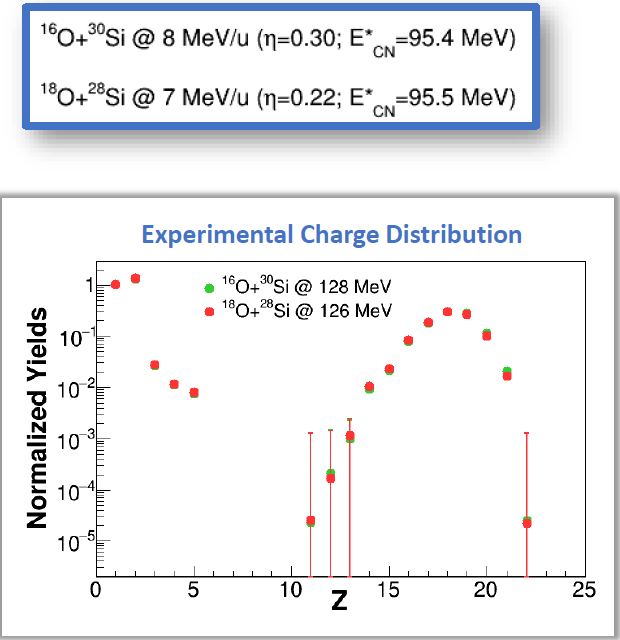 ¹⁶O+³⁰Si @ 8 MeV/u (η=0.30; E*CN=95.4 MeV)
¹⁸O+²⁸Si @ 7 MeV/u (η=0.22; E*CN=95.5 MeV)
Experimental Charge Distribution
¹⁶O+³⁰Si @ 128 MeV
¹⁸O+²⁸Si @ 126 MeV
Normalized Yields
1
10⁻¹
10⁻²
10⁻³
10⁻⁴
10⁻⁵
0 5 10 15 20 25
Z